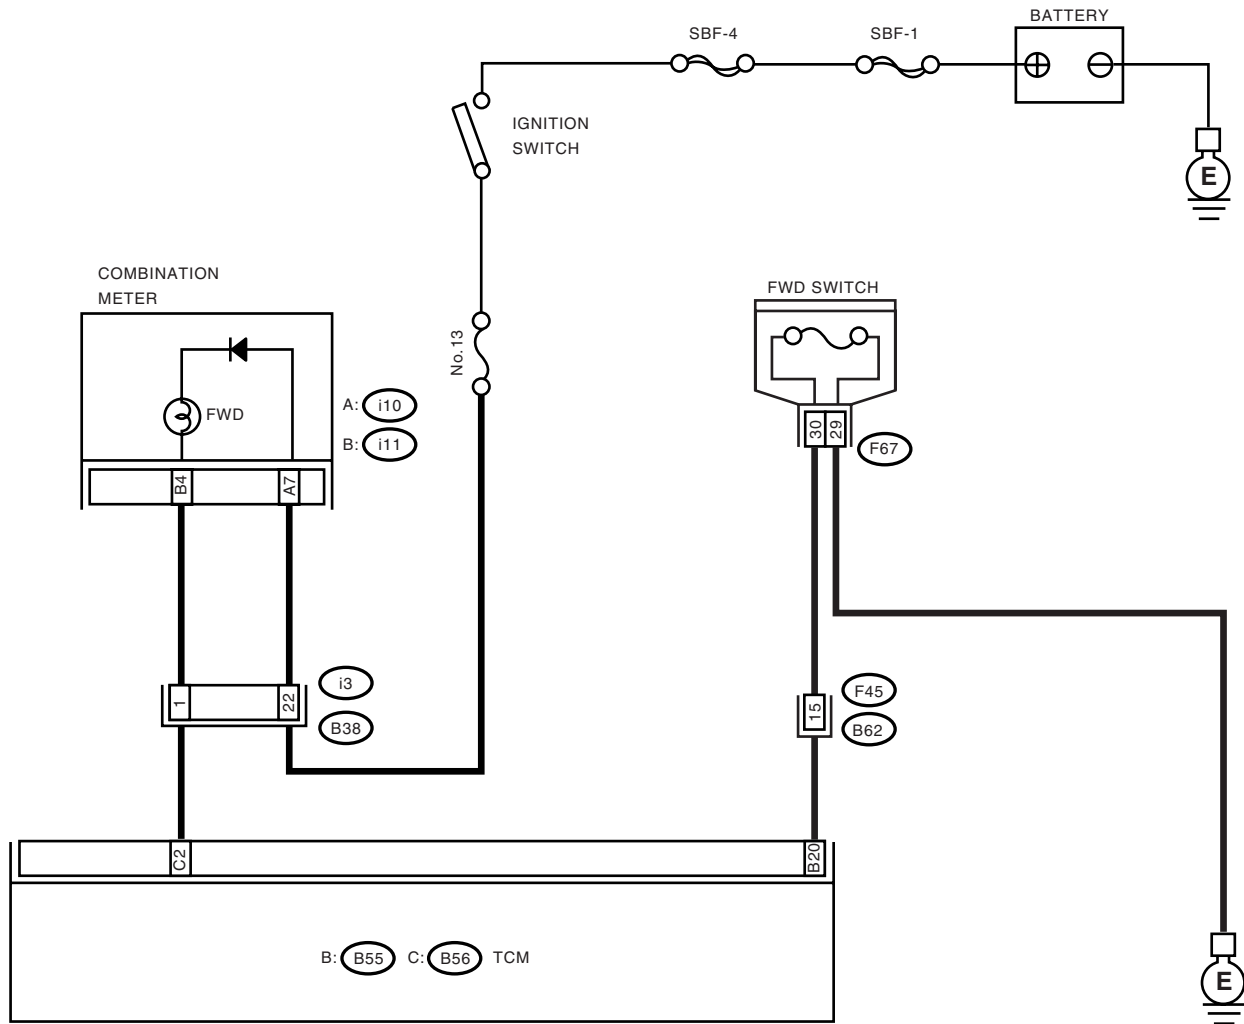 BATTERY
SBF-4
SBF-1
IGNITION
SWITCH
E
COMBINATION
METER
FWD SWITCH
No.13
FWD
A: i10
B: i11
30
29
F67
B4
A7
i3
1
22
B38
F45
15
B62
C2
B20
B: B55 C: B56 TCM
E